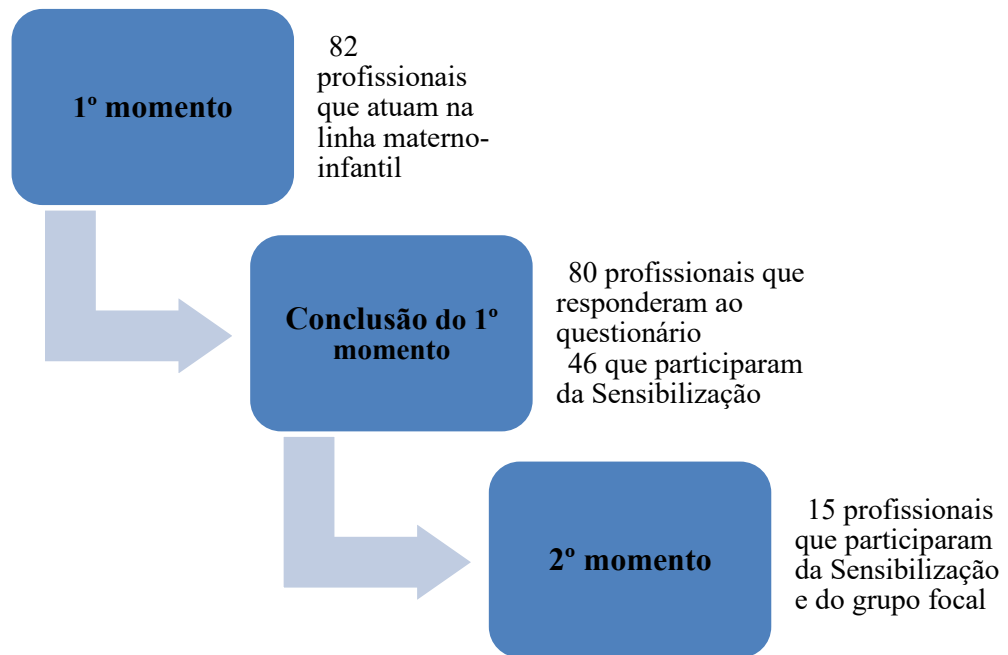 1º momento
82
profissionais
que atuam na
linha materno-
infantil
Conclusão do 1º
momento
80 profissionais que
responderam ao
questionário
46 que participaram
da Sensibilização
2º momento
15 profissionais
que participaram
da Sensibilização
e do grupo focal